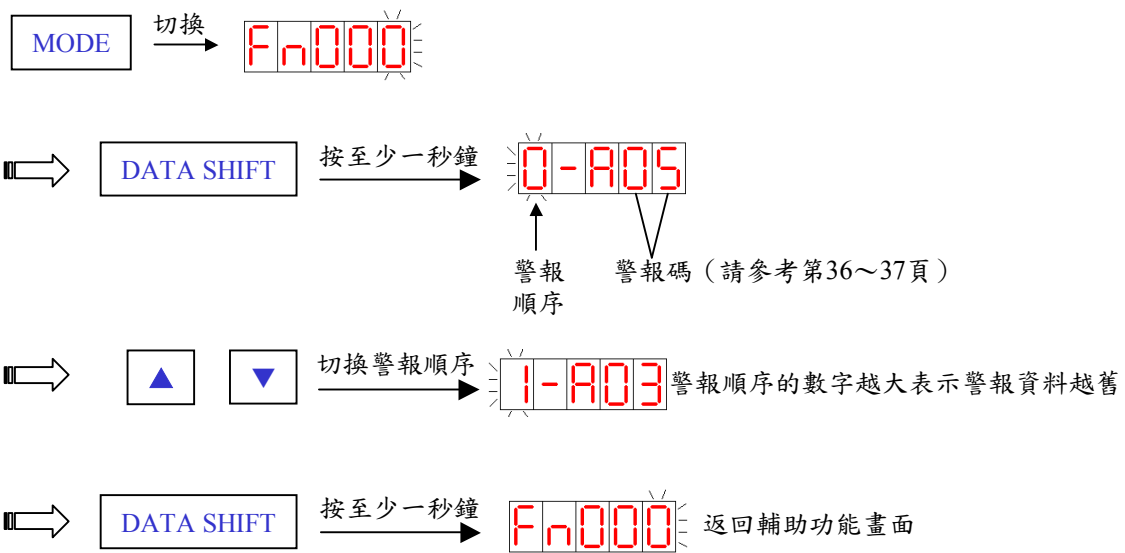 MODE 切換 Fn000
DATA SHIFT 按至少一秒鐘 0-A05
警報
順序
警報碼（請參考第36～37頁）
▲ ▼ 切換警報順序 1-A03 警報順序的數字越大表示警報資料越舊
DATA SHIFT 按至少一秒鐘 Fn000 返回輔助功能畫面